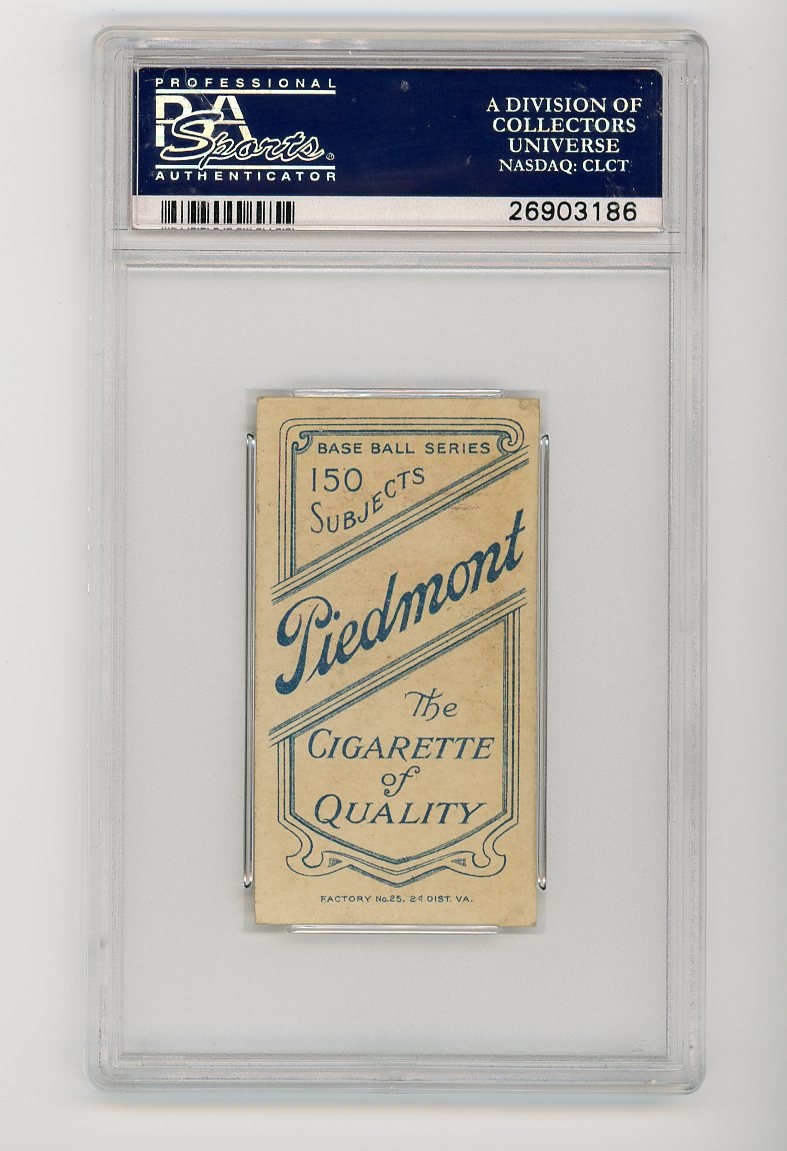 PROFESSIONAL
PSA
Sports®
AUTHENTICATOR
A DIVISION OF
COLLECTORS
UNIVERSE
NASDAQ: CLCT
26903186
BASE BALL SERIES
150
SUBJECTS
Piedmont
The
CIGARETTE
of
QUALITY
FACTORY No.25, 2d DIST. VA.